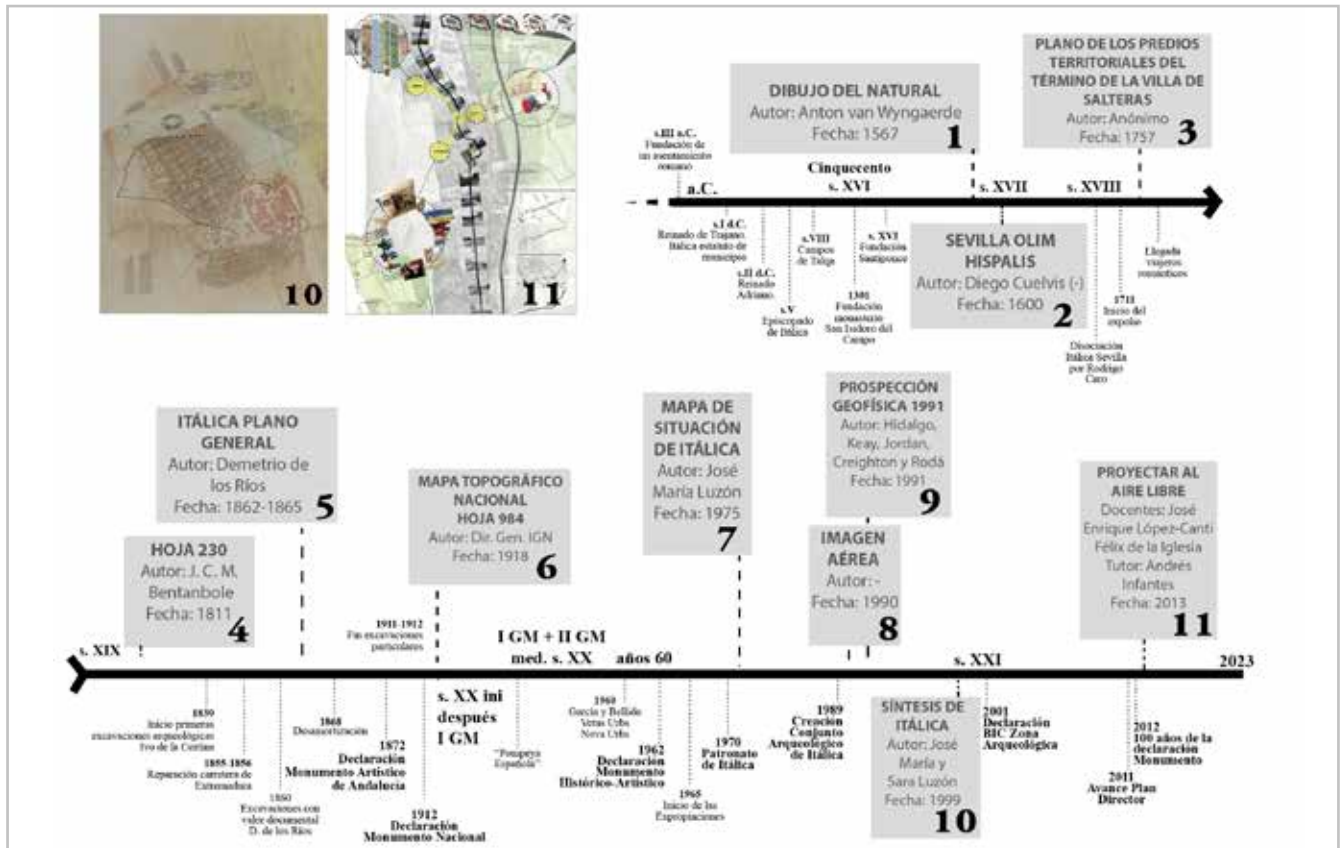 10
11
DIBUJO DEL NATURAL
Autor: Anton van Wyngaerde
Fecha: 1567
1
PLANO DE LOS PREDIOS
TERRITORIALES DEL
TÉRMINO DE LA VILLA DE
SALTERAS
Autor: Anónimo
Fecha: 1757
3
s.III a.C.
Fundación de
un asentamiento
romano
a.C.
Cinquecento
s. XVI
s. XVII
s. XVIII
s.I d.C.
Reinado de Trajano.
Itálica estatuto de
municipio
s.II d.C.
Reinado
Adriano
s.V
Episcopado
de Itálica
s.VIII
Campos
de Talqa
1301
Fundación
monasterio
San Isidoro del
Campo
s. XVI
Fundación
Santiponce
SEVILLA OLIM
HISPALIS
Autor: Diego Cuelvis (-)
Fecha: 1600
2
Disociación
Itálica Sevilla
por Rodrigo
Caro
1711
Inicio del
expolio
Llegada
viajeros
románticos
HOJA 230
Autor: J. C. M.
Bentanbole
Fecha: 1811
4
ITÁLICA PLANO
GENERAL
Autor: Demetrio de
los Ríos
Fecha: 1862-1865
5
MAPA TOPOGRÁFICO
NACIONAL
HOJA 984
Autor: Dir. Gen. IGN
Fecha: 1918
6
MAPA DE
SITUACIÓN
DE ITÁLICA
Autor: José
María Luzón
Fecha: 1975
7
PROSPECCIÓN
GEOFÍSICA 1991
Autor: Hidalgo,
Keay, Jordan,
Creighton y Rodà
Fecha: 1991
9
IMAGEN
AÉREA
Autor: -
Fecha: 1990
8
PROYECTAR AL
AIRE LIBRE
Docentes: José
Enrique López-Canti
Félix de la Iglesia
Tutor: Andrés
Infantes
Fecha: 2013
11
s. XIX
1911-1912
Fin excavaciones
particulares
I GM + II GM
med. s. XX años 60
s. XXI
2023
1839
Inicio primeras
excavaciones arqueológicas
Ivo de la Cortina
1855-1856
Reparación carretera de
Extremadura
1860
Excavaciones con
valor documental
D. de los Ríos
1868
Desamortización
1872
Declaración
Monumento Artístico
de Andalucía
1912
Declaración
Monumento Nacional
s. XX ini
después
I GM
"Pompeya
Española"
1960
García y Bellido
Vetus Urbs
Nova Urbs
1962
Declaración
Monumento
Histórico-Artístico
1965
Inicio de las
Expropiaciones
1970
Patronato
de Itálica
1989
Creación
Conjunto
Arqueológico
de Itálica
SÍNTESIS DE
ITÁLICA
Autor: José
María y
Sara Luzón
Fecha: 1999
10
2001
Declaración
BIC Zona
Arqueológica
2011
Avance Plan
Director
2012
100 años de la
declaración
Monumento